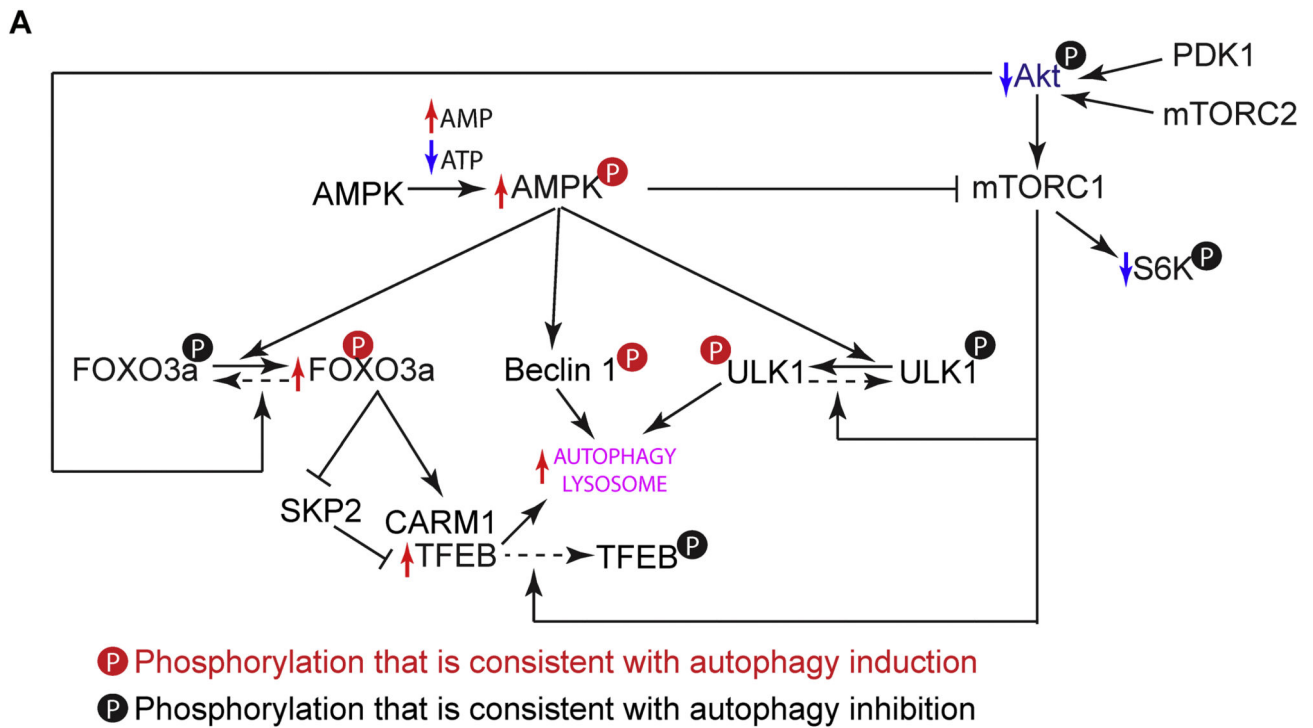 A
P
Akt
PDK1
mTORC2
AMP
ATP
AMPK
AMPK
P
mTORC1
S6K
P
FOXO3a
P
FOXO3a
P
Beclin 1
P
P
ULK1
ULK1
P
AUTOPHAGY
LYSOSOME
SKP2
CARM1
TFEB
TFEB
P
P Phosphorylation that is consistent with autophagy induction
P Phosphorylation that is consistent with autophagy inhibition